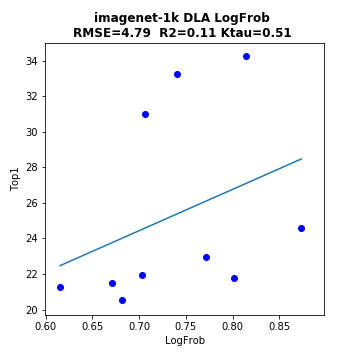 imagenet-1k DLA LogFrob
RMSE=4.79 R2=0.11 Ktau=0.51
34
32
30
28
26
24
22
20
Top1
0.60 0.65 0.70 0.75 0.80 0.85
LogFrob